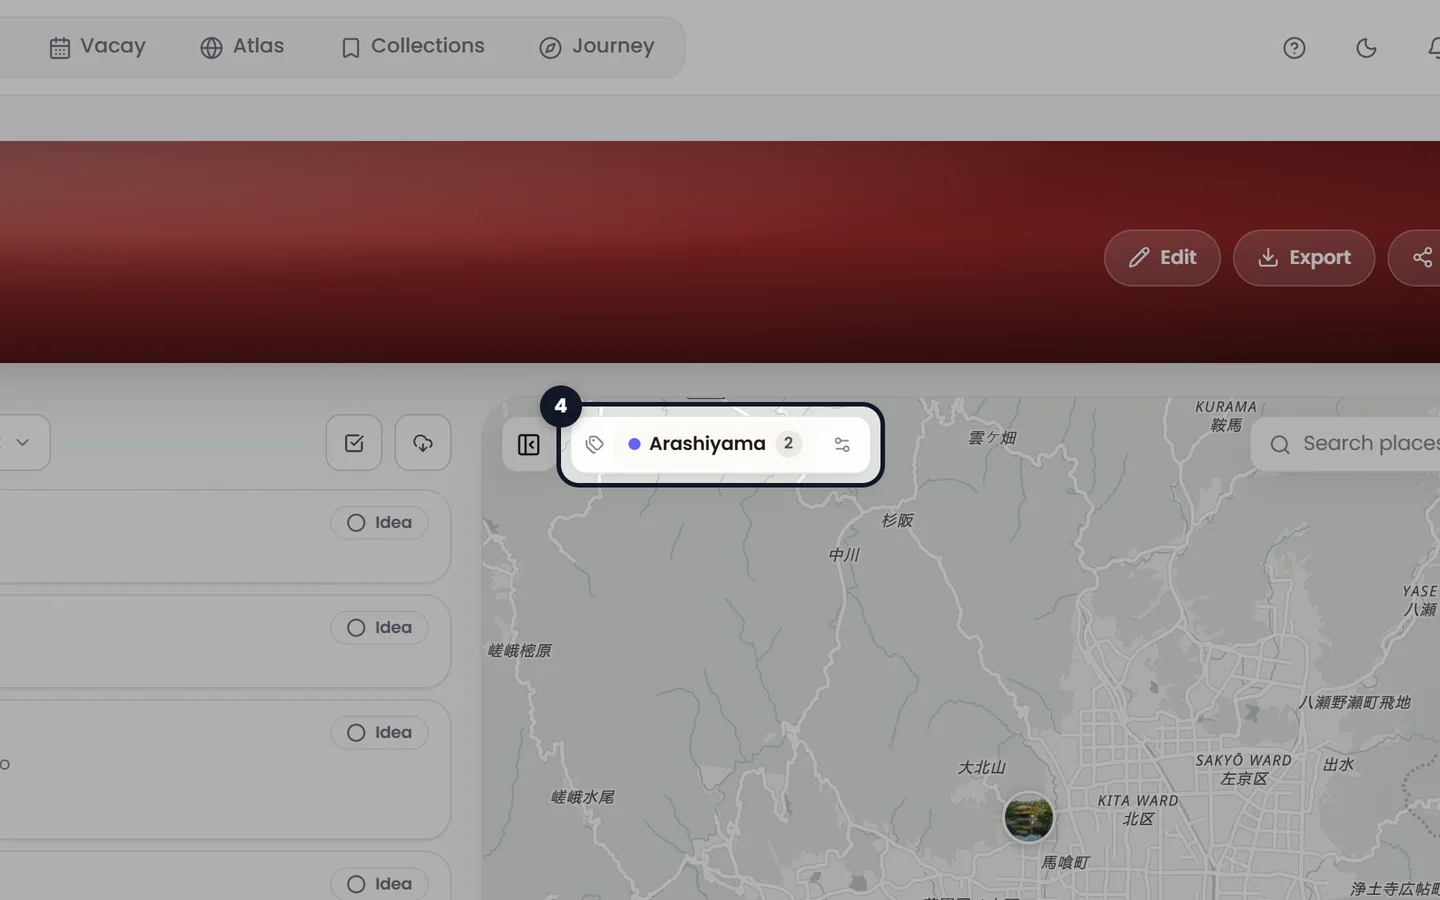 Vacay
Atlas
Collections
Journey
Edit
Export
4
Arashiyama 2
Search places
Idea
Idea
Idea
o
Idea
KURAMA
鞍馬
雲ケ畑
杉阪
中川
YASE
八瀬
嵯峨樒原
八瀬野瀬町飛地
SAKYŌ WARD
左京区
出水
大北山
嵯峨水尾
KITA WARD
北区
馬喰町
浄土寺広帖町